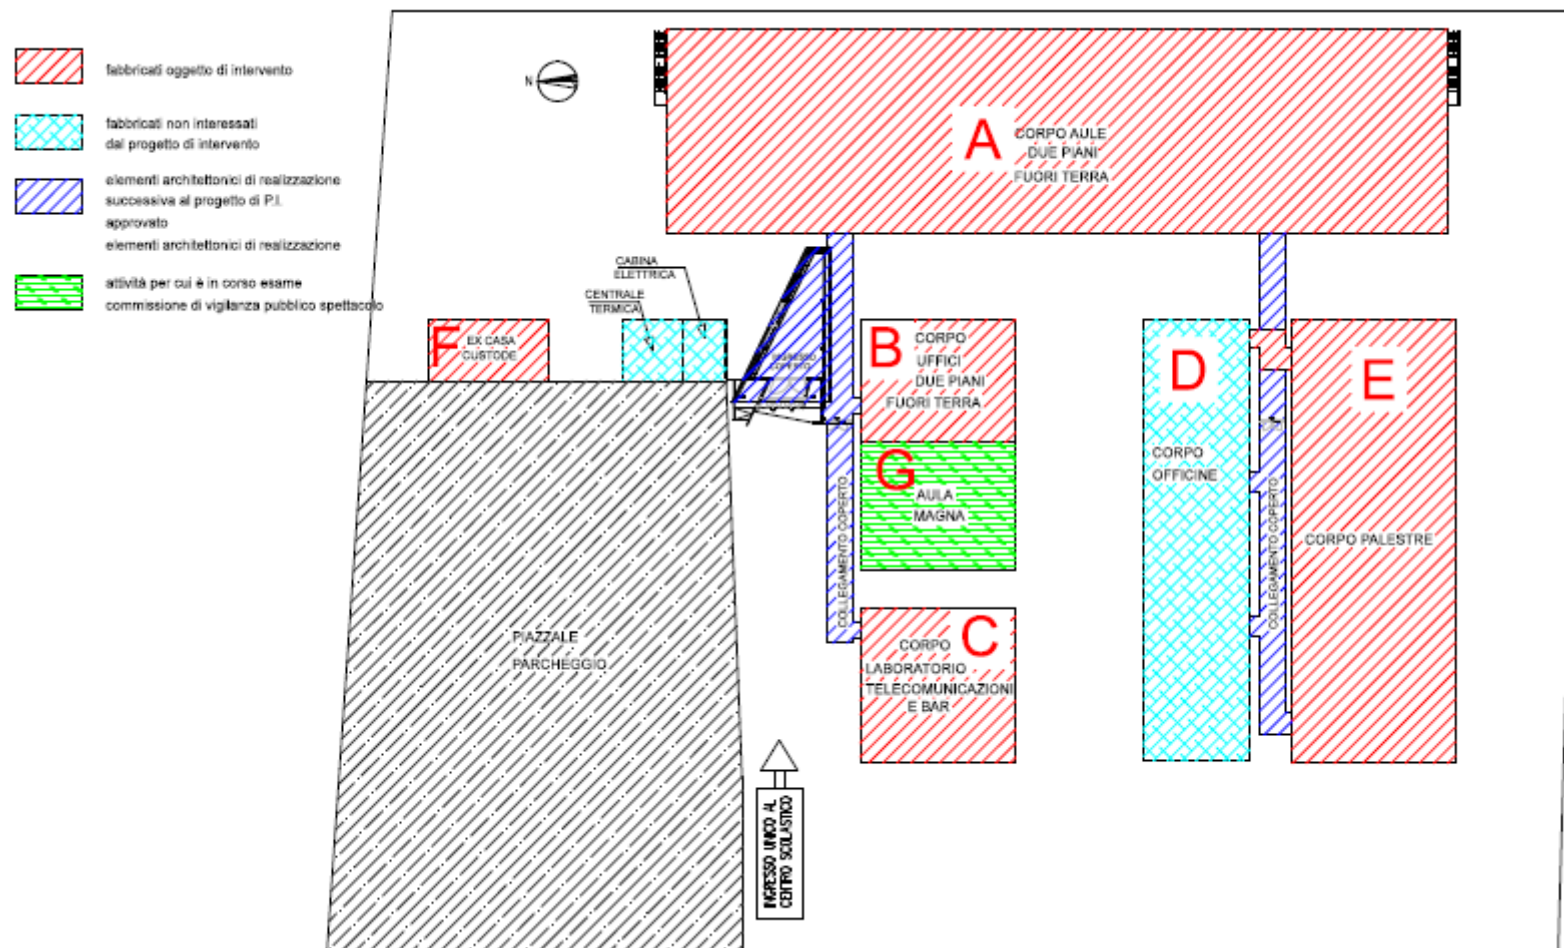 fabbricati oggetto di intervento
fabbricati non interessati
dal progetto di intervento
elementi architettonici di realizzazione
successiva al progetto di P.I.
approvato
elementi architettonici di realizzazione
attività per cui è in corso esame
commissione di vigilanza pubblico spettacolo
N
A
CORPO AULE
DUE PIANI
FUORI TERRA
CABINA
ELETTRICA
CENTRALE
TERMICA
F
EX CASA
CUSTODE
INGRESSO
COPERTO
B
CORPO
UFFICI
DUE PIANI
FUORI TERRA
G
AULA
MAGNA
COLLEGAMENTO COPERTO
C
CORPO
LABORATORIO
TELECOMUNICAZIONI
E BAR
D
CORPO
OFFICINE
COLLEGAMENTO COPERTO
E
CORPO PALESTRE
PIAZZALE
PARCHEGGIO
INGRESSO UNICO AL
CENTRO SCOLASTICO